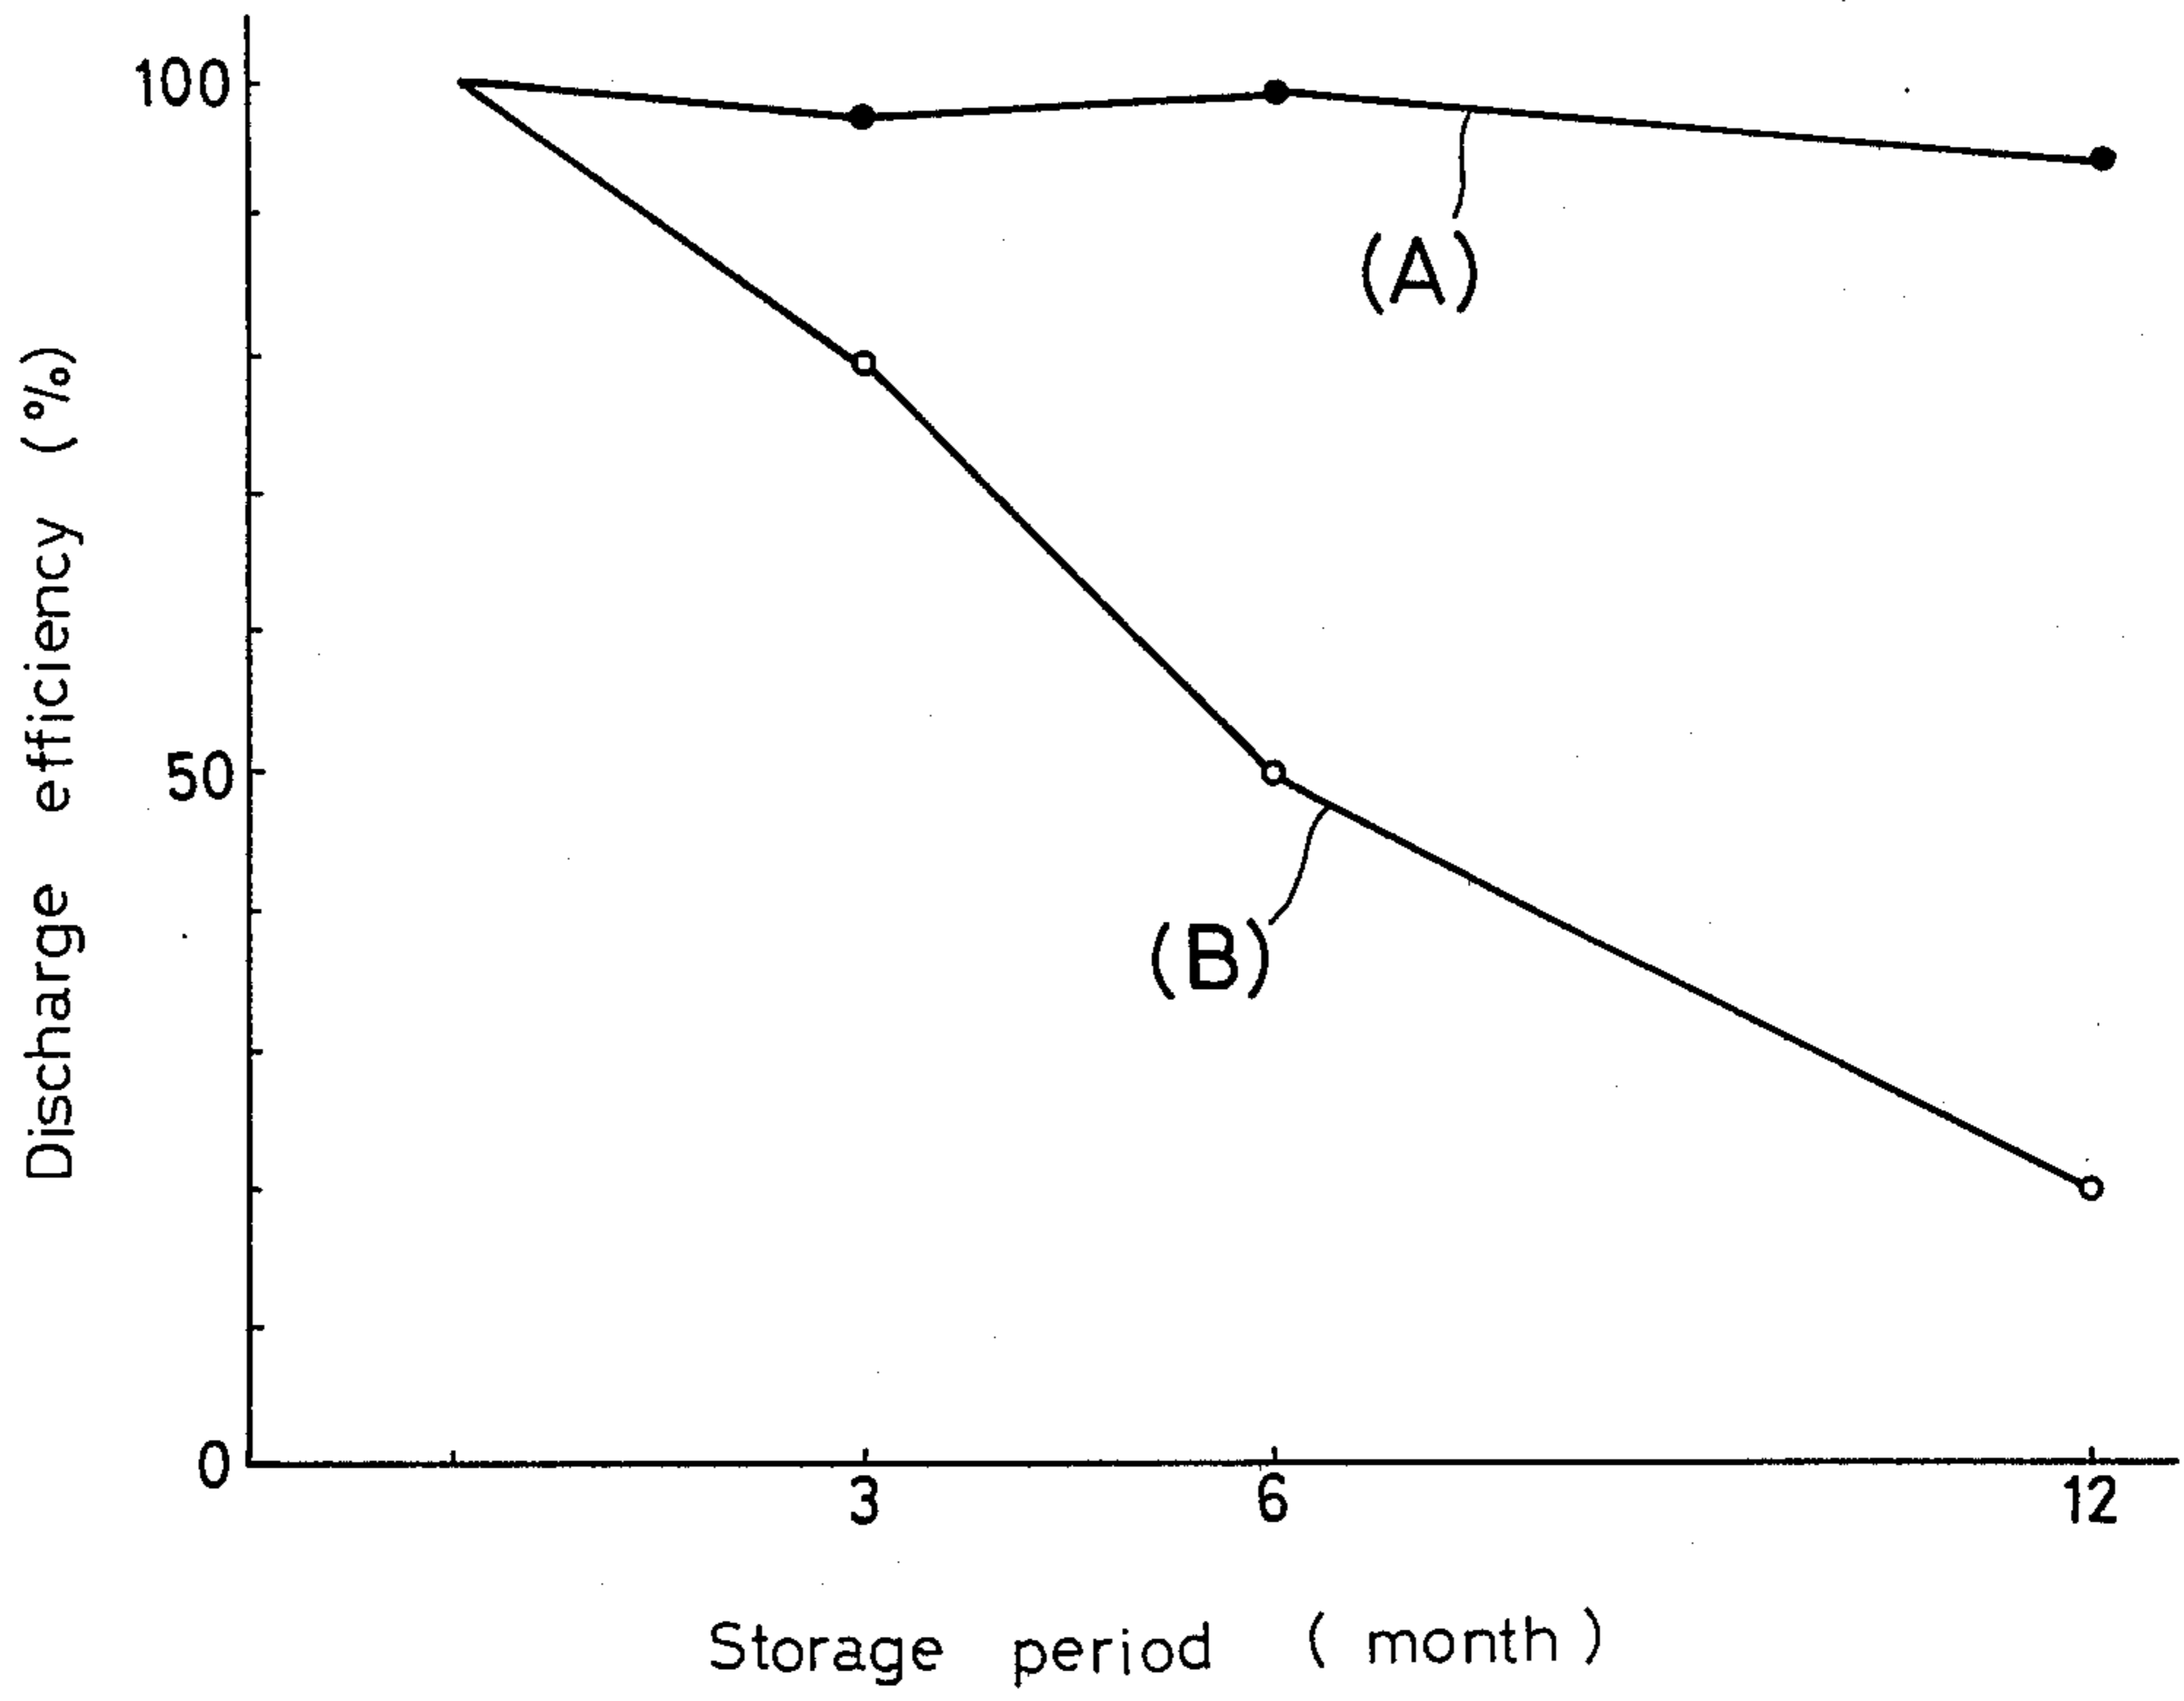 100
50
0
Discharge efficiency (%)
(A)
(B)
3 6 12
Storage period ( month )